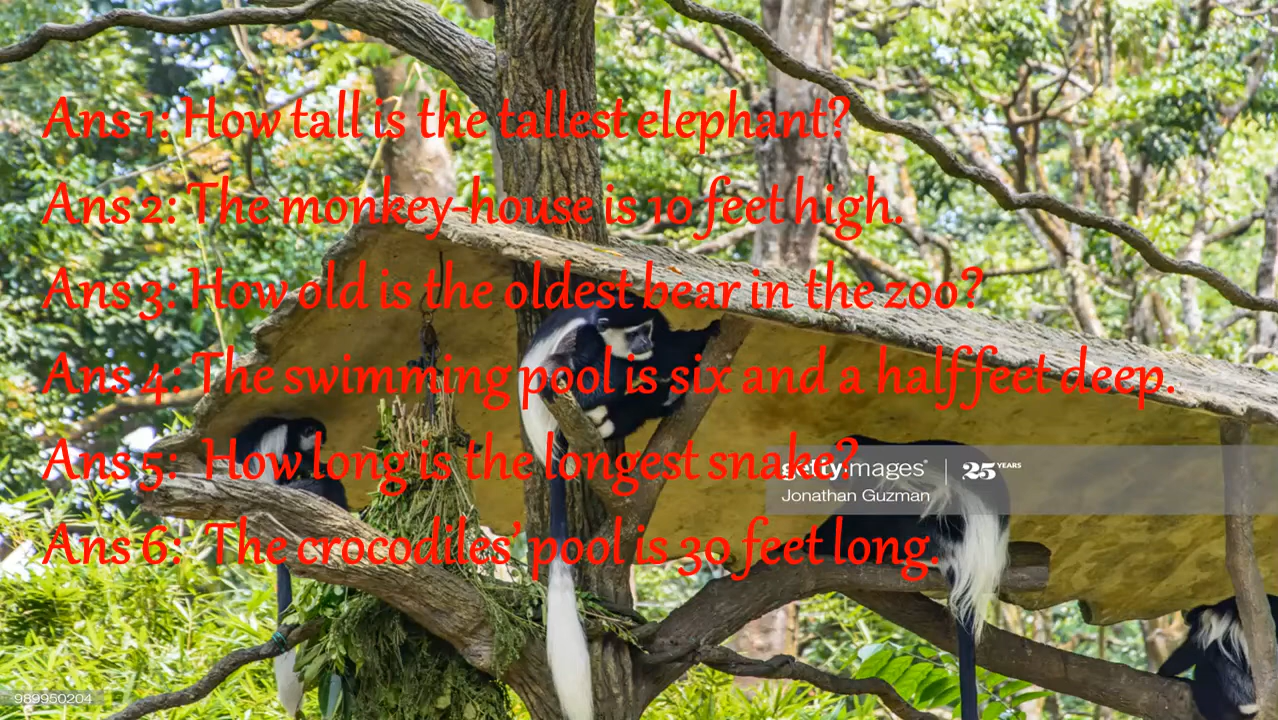 Ans 1: How tall is the tallest elephant?
Ans 2: The monkey-house is 10 feet high.
Ans 3: How old is the oldest bear in the zoo?
Ans 4: The swimming pool is six and a half feet deep.
Ans 5: How long is the longest snake?
gettyimages® | 25 YEARS
Jonathan Guzman
Ans 6: The crocodiles' pool is 30 feet long.
989950204